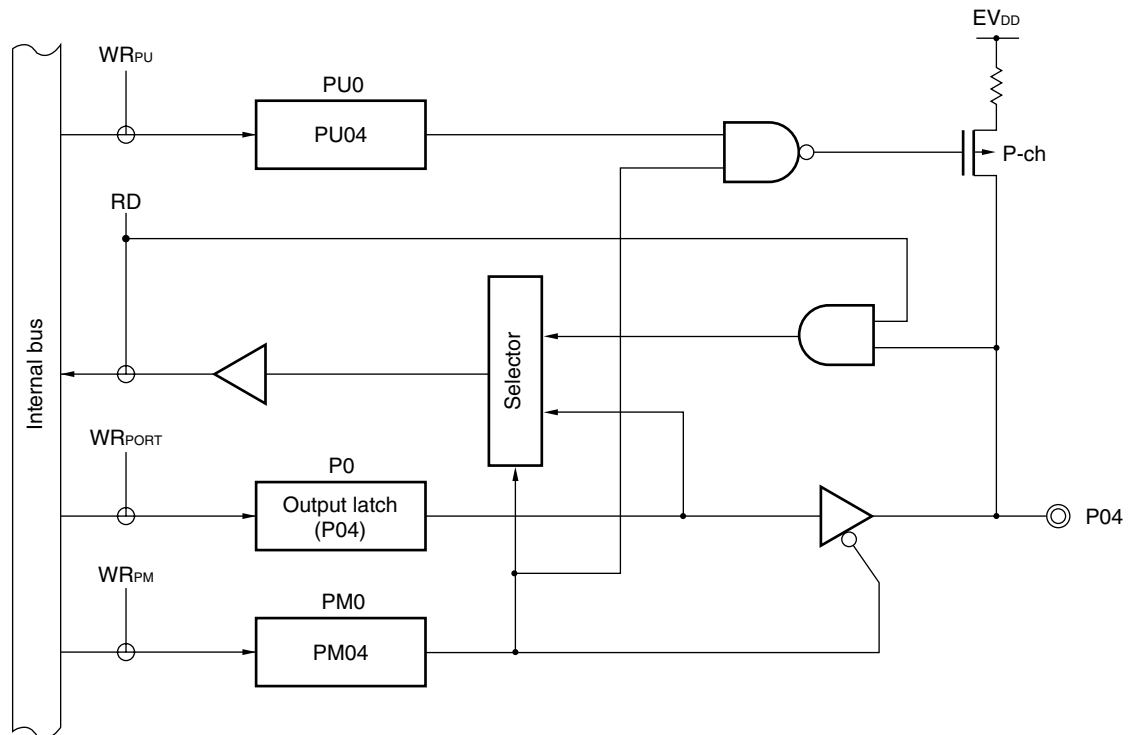 EVDD
WRPU
PU0
PU04
P-ch
RD
Selector
Internal bus
WRPORT
P0
Output latch
(P04)
P04
WRPM
PM0
PM04